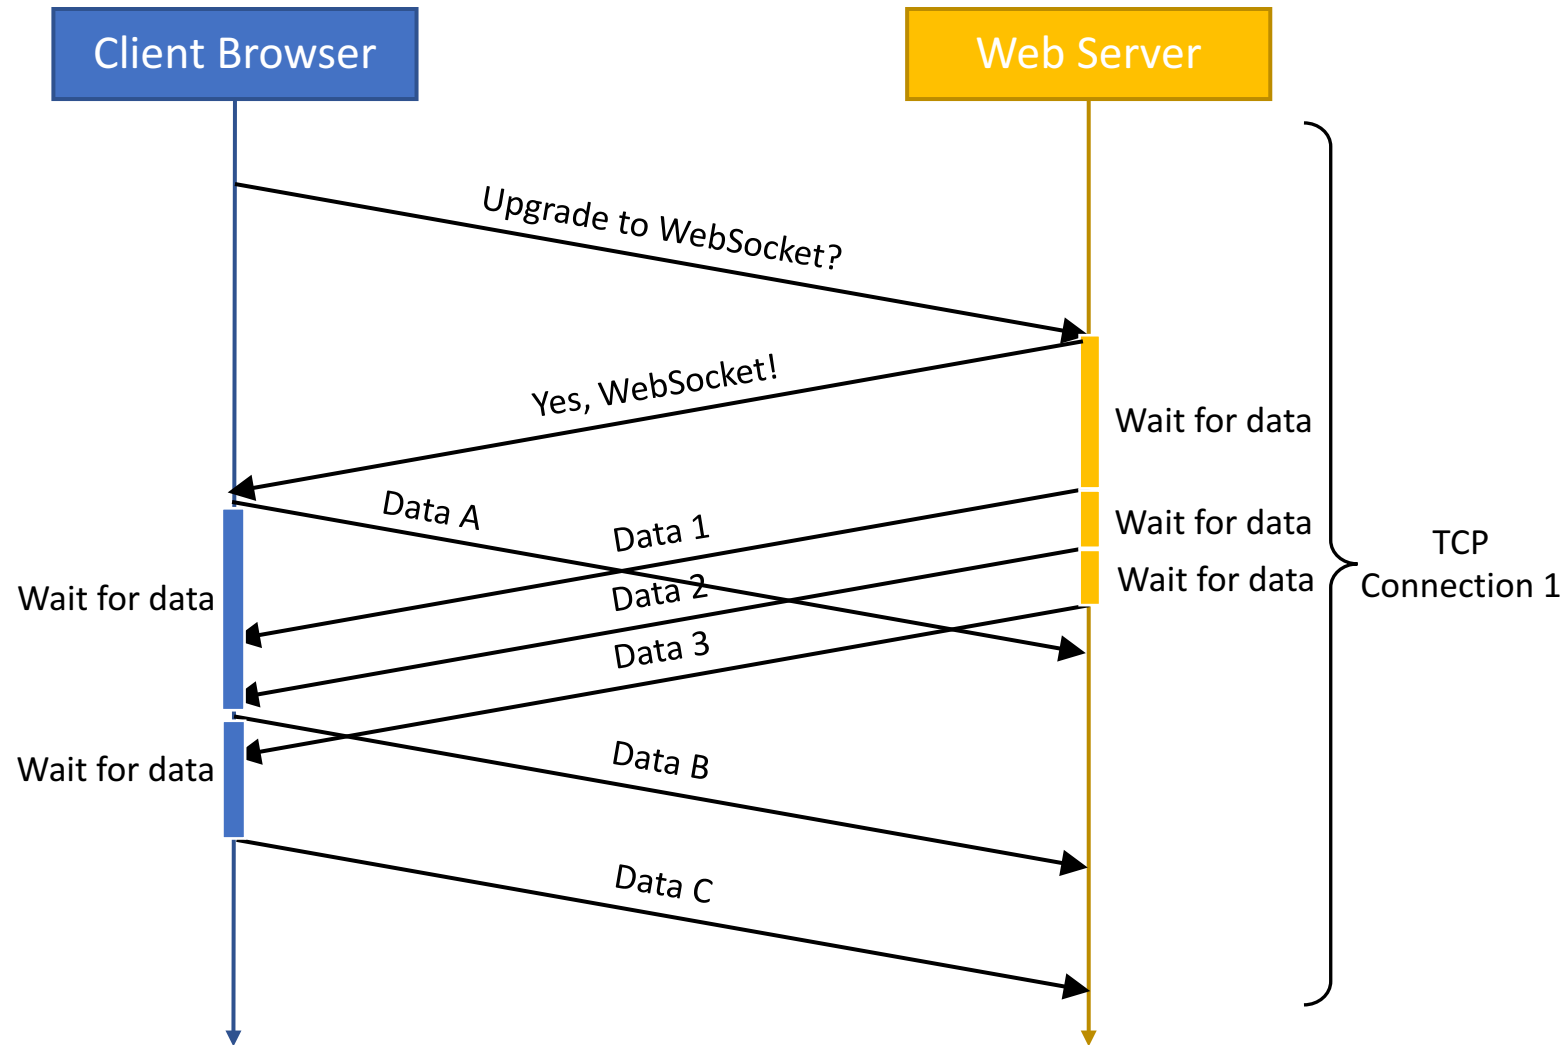 Client Browser
Web Server
Upgrade to WebSocket?
Yes, WebSocket!
Wait for data
Data A
Data 1
Wait for data
TCP
Connection 1
Wait for data
Data 2
Wait for data
Data 3
Data B
Wait for data
Data C